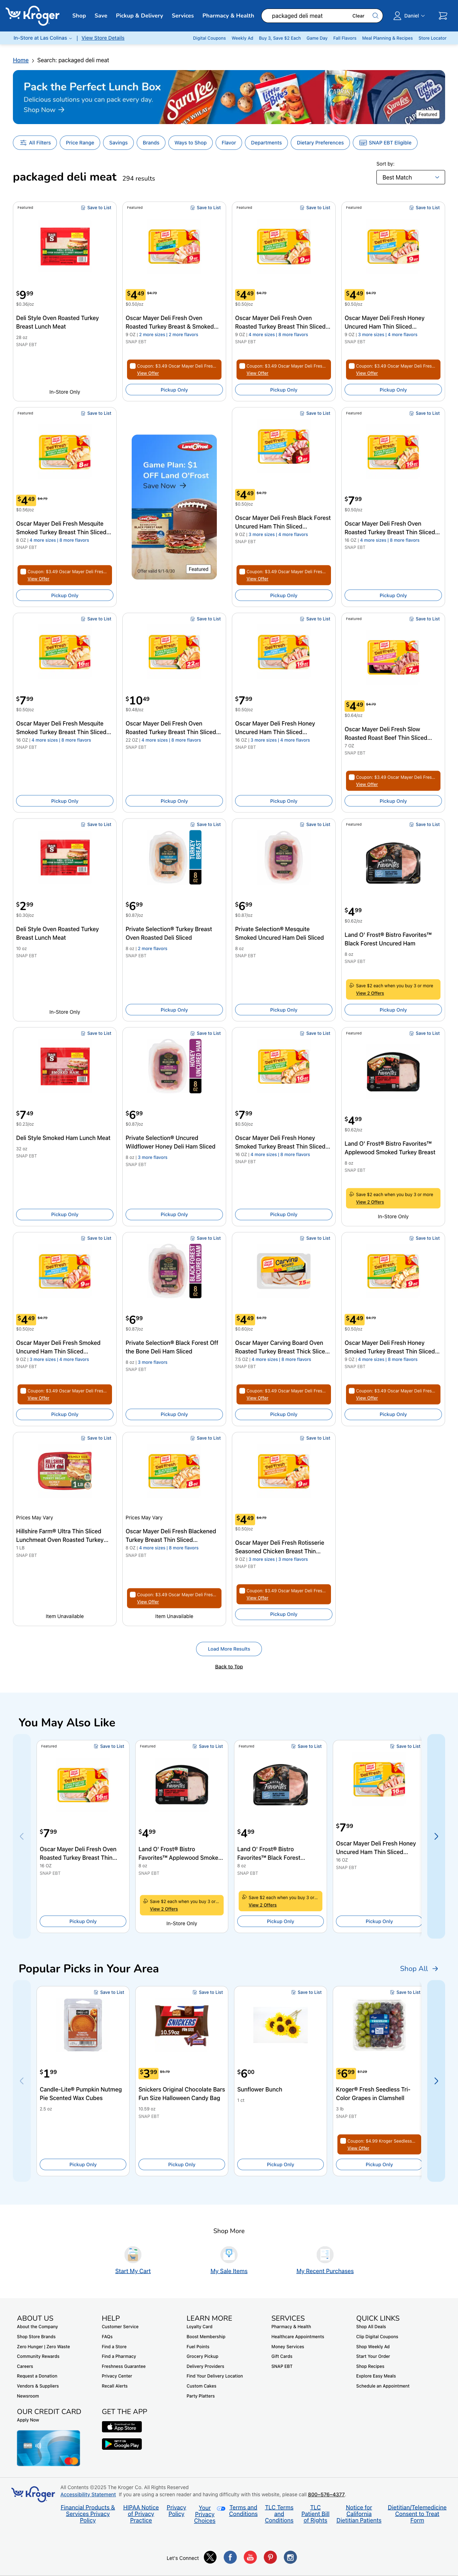 Kroger
Shop
Save
Pickup & Delivery
Services
Pharmacy & Health
packaged deli meat
Clear
Daniel
In-Store at Las Colinas
View Store Details
Digital Coupons
Weekly Ad
Buy 3, Save $2 Each
Game Day
Fall Flavors
Meal Planning & Recipes
Store Locator
Home > Search: packaged deli meat
Pack the Perfect Lunch Box
Delicious solutions you can pack every day.
Shop Now →
Featured
All Filters
Price Range
Savings
Brands
Ways to Shop
Flavor
Departments
Dietary Preferences
SNAP EBT Eligible
Sort by:
packaged deli meat 294 results
Best Match
Featured
Save to List
$9.99
$0.36/oz
Deli Style Oven Roasted Turkey
Breast Lunch Meat
28 oz
SNAP EBT
In-Store Only
Featured
Save to List
$4.49 $4.79
$0.50/oz
Oscar Mayer Deli Fresh Oven
Roasted Turkey Breast & Smoked...
9 OZ | 2 more sizes | 2 more flavors
SNAP EBT
Coupon: $3.49 Oscar Mayer Deli Fres...
View Offer
Pickup Only
Featured
Save to List
$4.49 $4.79
$0.50/oz
Oscar Mayer Deli Fresh Oven
Roasted Turkey Breast Thin Sliced...
9 OZ | 4 more sizes | 8 more flavors
SNAP EBT
Coupon: $3.49 Oscar Mayer Deli Fres...
View Offer
Pickup Only
Featured
Save to List
$4.49 $4.79
$0.50/oz
Oscar Mayer Deli Fresh Honey
Uncured Ham Thin Sliced...
9 OZ | 3 more sizes | 4 more flavors
SNAP EBT
Coupon: $3.49 Oscar Mayer Deli Fres...
View Offer
Pickup Only
Featured
Save to List
$4.49 $4.79
$0.56/oz
Oscar Mayer Deli Fresh Mesquite
Smoked Turkey Breast Thin Sliced...
8 OZ | 4 more sizes | 8 more flavors
SNAP EBT
Coupon: $3.49 Oscar Mayer Deli Fres...
View Offer
Pickup Only
Land O'Frost
Game Plan: $1
OFF Land O'Frost
Save Now →
Featured
Save to List
$4.49 $4.79
$0.50/oz
Oscar Mayer Deli Fresh Black Forest
Uncured Ham Thin Sliced...
9 OZ | 3 more sizes | 4 more flavors
SNAP EBT
Coupon: $3.49 Oscar Mayer Deli Fres...
View Offer
Pickup Only
Featured
Save to List
$7.99
$0.50/oz
Oscar Mayer Deli Fresh Oven
Roasted Turkey Breast Thin Sliced...
16 OZ | 4 more sizes | 8 more flavors
SNAP EBT
Pickup Only
Save to List
$7.99
$0.50/oz
Oscar Mayer Deli Fresh Mesquite
Smoked Turkey Breast Thin Sliced...
16 OZ | 4 more sizes | 8 more flavors
SNAP EBT
Pickup Only
Save to List
$10.49
$0.48/oz
Oscar Mayer Deli Fresh Oven
Roasted Turkey Breast Thin Sliced...
22 OZ | 4 more sizes | 8 more flavors
SNAP EBT
Pickup Only
Save to List
$7.99
$0.50/oz
Oscar Mayer Deli Fresh Honey
Uncured Ham Thin Sliced...
16 OZ | 3 more sizes | 4 more flavors
SNAP EBT
Pickup Only
Featured
Save to List
$4.49 $4.79
$0.64/oz
Oscar Mayer Deli Fresh Slow
Roasted Roast Beef Thin Sliced...
7 OZ
SNAP EBT
Coupon: $3.49 Oscar Mayer Deli Fres...
View Offer
Pickup Only
Save to List
$2.99
$0.30/oz
Deli Style Oven Roasted Turkey
Breast Lunch Meat
10 oz
SNAP EBT
In-Store Only
Save to List
$6.99
$0.87/oz
Private Selection® Turkey Breast
Oven Roasted Deli Sliced
8 oz | 2 more flavors
SNAP EBT
Pickup Only
Save to List
$6.99
$0.87/oz
Private Selection® Mesquite
Smoked Uncured Ham Deli Sliced
8 oz
SNAP EBT
Pickup Only
Featured
Save to List
$4.99
$0.62/oz
Land O' Frost® Bistro Favorites™
Black Forest Uncured Ham
8 oz
SNAP EBT
Save $2 each when you buy 3 or more
View 2 Offers
Pickup Only
Save to List
$7.49
$0.23/oz
Deli Style Smoked Ham Lunch Meat
32 oz
SNAP EBT
Pickup Only
Save to List
$6.99
$0.87/oz
Private Selection® Uncured
Wildflower Honey Deli Ham Sliced
8 oz | 3 more flavors
SNAP EBT
Pickup Only
Save to List
$7.99
$0.50/oz
Oscar Mayer Deli Fresh Honey
Smoked Turkey Breast Thin Sliced...
16 OZ | 4 more sizes | 8 more flavors
SNAP EBT
Pickup Only
Featured
Save to List
$4.99
$0.62/oz
Land O' Frost® Bistro Favorites™
Applewood Smoked Turkey Breast
8 oz
SNAP EBT
Save $2 each when you buy 3 or more
View 2 Offers
In-Store Only
Save to List
$4.49 $4.79
$0.50/oz
Oscar Mayer Deli Fresh Smoked
Uncured Ham Thin Sliced...
9 OZ | 3 more sizes | 4 more flavors
SNAP EBT
Coupon: $3.49 Oscar Mayer Deli Fres...
View Offer
Pickup Only
Save to List
$6.99
$0.87/oz
Private Selection® Black Forest Off
the Bone Deli Ham Sliced
8 oz | 3 more flavors
SNAP EBT
Pickup Only
Save to List
$4.49 $4.79
$0.60/oz
Oscar Mayer Carving Board Oven
Roasted Turkey Breast Thick Slice...
7.5 OZ | 4 more sizes | 8 more flavors
SNAP EBT
Coupon: $3.49 Oscar Mayer Deli Fres...
View Offer
Pickup Only
Save to List
$4.49 $4.79
$0.50/oz
Oscar Mayer Deli Fresh Honey
Smoked Turkey Breast Thin Sliced...
9 OZ | 4 more sizes | 8 more flavors
SNAP EBT
Coupon: $3.49 Oscar Mayer Deli Fres...
View Offer
Pickup Only
Save to List
Prices May Vary
Hillshire Farm® Ultra Thin Sliced
Lunchmeat Oven Roasted Turkey...
1 LB
SNAP EBT
Item Unavailable
Save to List
Prices May Vary
Oscar Mayer Deli Fresh Blackened
Turkey Breast Thin Sliced...
8 OZ | 4 more sizes | 8 more flavors
SNAP EBT
Coupon: $3.49 Oscar Mayer Deli Fres...
View Offer
Item Unavailable
Save to List
$4.49 $4.79
$0.50/oz
Oscar Mayer Deli Fresh Rotisserie
Seasoned Chicken Breast Thin...
9 OZ | 3 more sizes | 3 more flavors
SNAP EBT
Coupon: $3.49 Oscar Mayer Deli Fres...
View Offer
Pickup Only
Load More Results
Back to Top
You May Also Like
Featured
Save to List
$7.99
Oscar Mayer Deli Fresh Oven
Roasted Turkey Breast Thin...
16 OZ
SNAP EBT
Pickup Only
Featured
Save to List
$4.99
Land O' Frost® Bistro
Favorites™ Applewood Smoke...
8 oz
SNAP EBT
Save $2 each when you buy 3 or...
View 2 Offers
In-Store Only
Featured
Save to List
$4.99
Land O' Frost® Bistro
Favorites™ Black Forest...
8 oz
SNAP EBT
Save $2 each when you buy 3 or...
View 2 Offers
Pickup Only
Save to List
$7.99
Oscar Mayer Deli Fresh Honey
Uncured Ham Thin Sliced...
16 OZ
SNAP EBT
Pickup Only
Popular Picks in Your Area
Shop All →
Save to List
$1.99
Candle-Lite® Pumpkin Nutmeg
Pie Scented Wax Cubes
2.5 oz
Pickup Only
Save to List
$3.99
Snickers Original Chocolate Bars
Fun Size Halloween Candy Bag
10.59 oz
SNAP EBT
Pickup Only
Save to List
$6.00
Sunflower Bunch
1 ct
Pickup Only
Save to List
$6.99 $7.29
Kroger® Fresh Seedless Tri-
Color Grapes in Clamshell
3 lb
SNAP EBT
Coupon: $4.99 Kroger Seedless...
View Offer
Pickup Only
Shop More
Start My Cart
My Sale Items
My Recent Purchases
ABOUT US
About the Company
Shop Store Brands
Zero Hunger | Zero Waste
Community Rewards
Careers
Request a Donation
Vendors & Suppliers
Newsroom
HELP
Customer Service
FAQs
Find a Store
Find a Pharmacy
Freshness Guarantee
Privacy Center
Recall Alerts
LEARN MORE
Loyalty Card
Boost Membership
Fuel Points
Grocery Pickup
Delivery Providers
Find Your Delivery Location
Custom Cakes
Party Platters
SERVICES
Pharmacy & Health
Healthcare Appointments
Money Services
Gift Cards
SNAP EBT
QUICK LINKS
Shop All Deals
Clip Digital Coupons
Shop Weekly Ad
Start Your Order
Shop Recipes
Explore Easy Meals
Schedule an Appointment
OUR CREDIT CARD
Apply Now
GET THE APP
App Store
Google Play
Kroger
All Contents ©2025 The Kroger Co. All Rights Reserved
Accessibility Statement If you are using a screen reader and having difficulty with this website, please call 800-576-4377.
Financial Products & Services Privacy Policy
HIPAA Notice of Privacy Practice
Privacy Policy
Your Privacy Choices
Terms and Conditions
TLC Terms and Conditions
TLC Patient Bill of Rights
Notice for California Dietitian Patients
Dietitian/Telemedicine Consent to Treat Form
Let's Connect